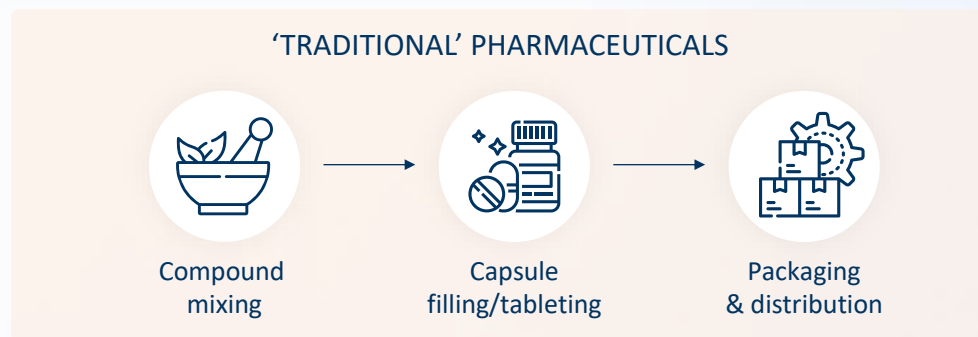 ‘TRADITIONAL’ PHARMACEUTICALS
Compound
mixing
Capsule
filling/tableting
Packaging
& distribution